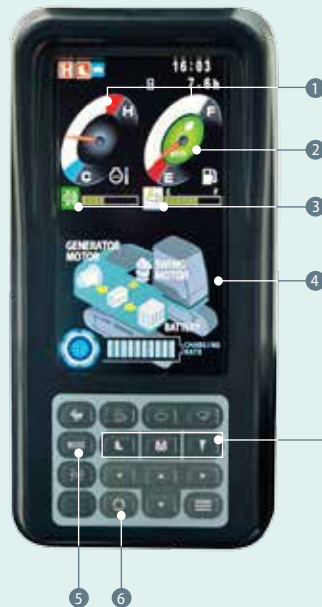 16:03
7.6h
1
H
F
2
C
E
3
GENERATOR
MOTOR
SWING
MOTOR
4
BATTERY
CHARGING
RATE
L
M
5
6